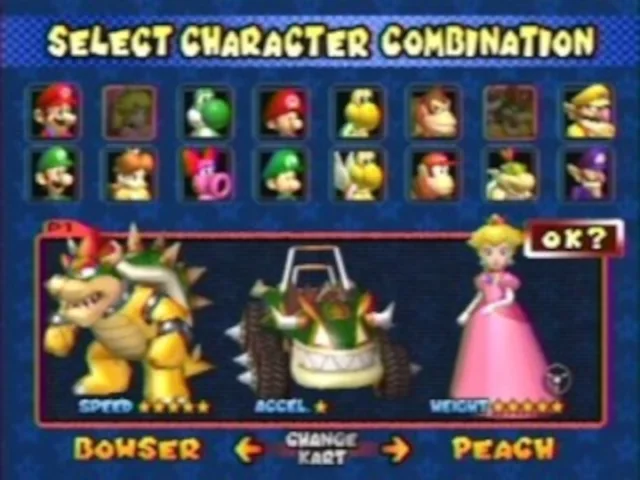 SELECT CHARACTER COMBINATION
P1
OK?
SPEED ★★★★★ ACCEL. ★ WEIGHT ★★★★★
BOWSER ← CHANGE KART → PEACH